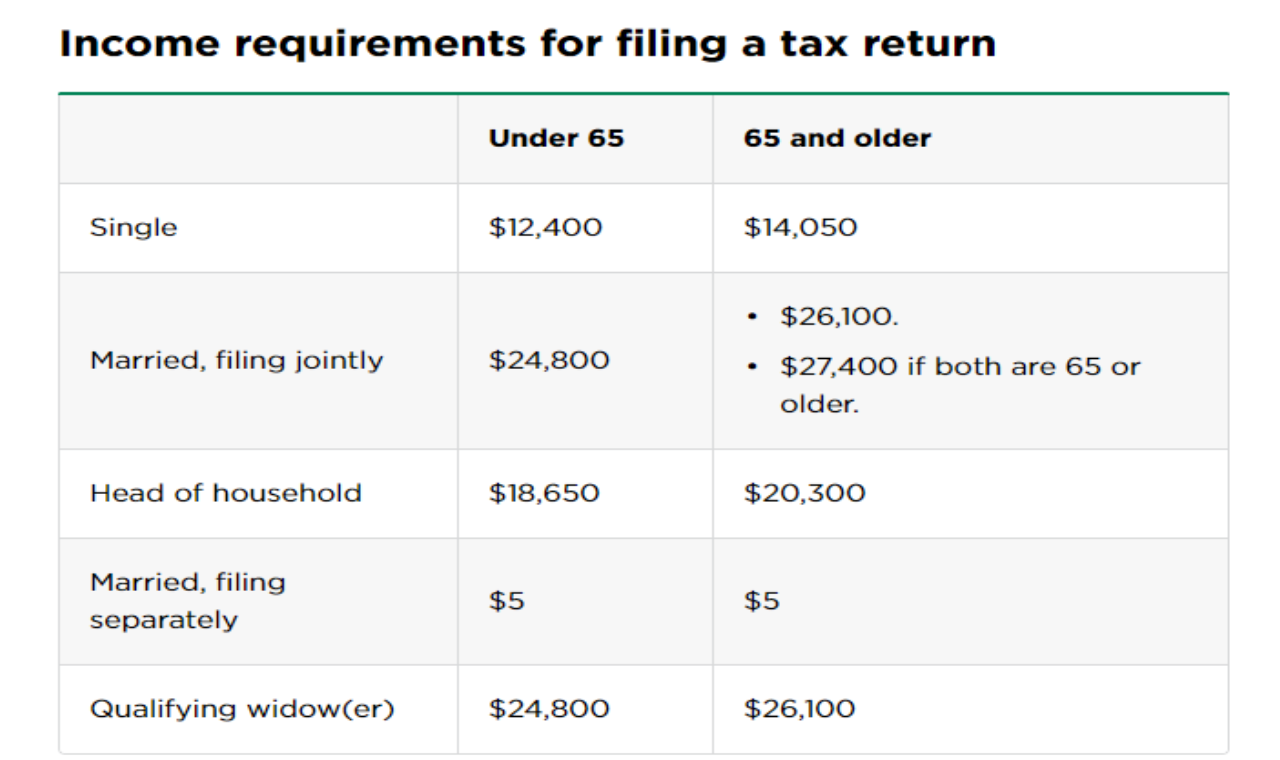 Income requirements for filing a tax return
Under 65 65 and older
Single $12,400 $14,050
• $26,100.
Married, filing jointly $24,800
• $27,400 if both are 65 or
older.
Head of household $18,650 $20,300
Married, filing
separately
$5 $5
Qualifying widow(er) $24,800 $26,100